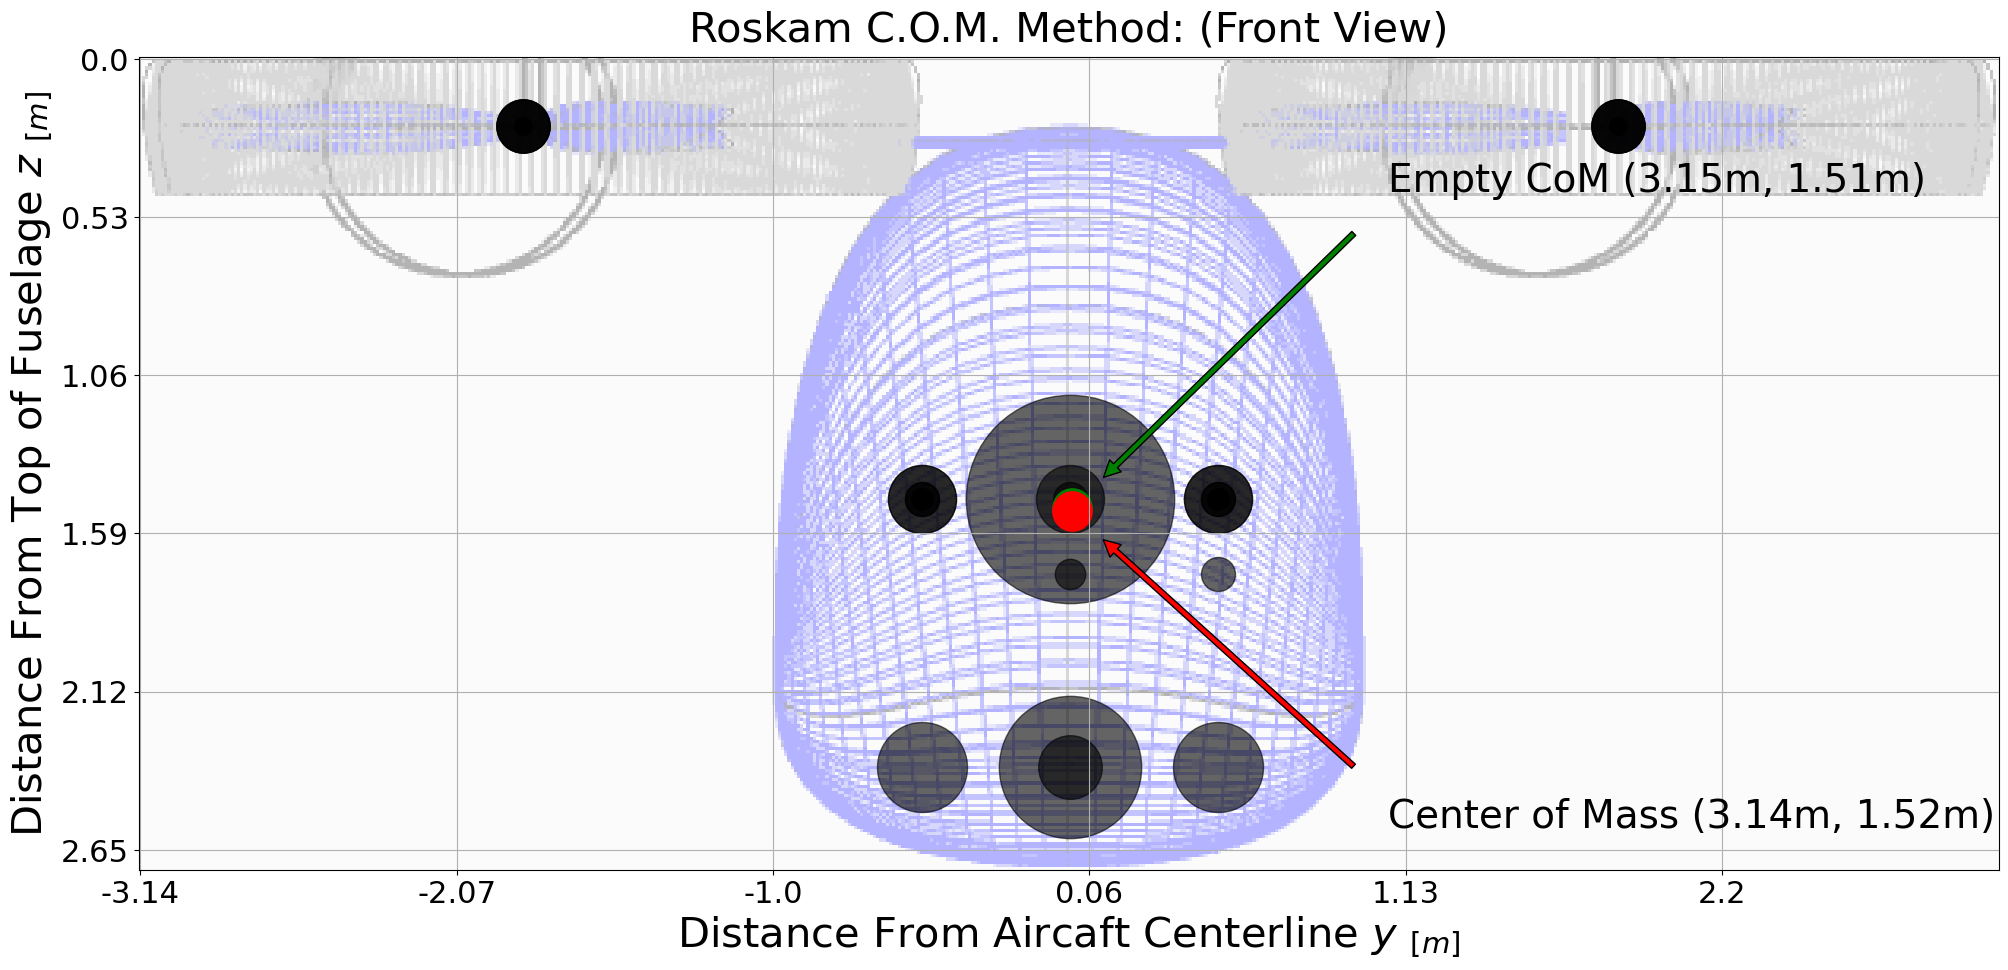 Roskam C.O.M. Method: (Front View)
Distance From Top of Fuselage z [m]
0.0
0.53
1.06
1.59
2.12
2.65
Empty CoM (3.15m, 1.51m)
Center of Mass (3.14m, 1.52m)
-3.14 -2.07 -1.0 0.06 1.13 2.2
Distance From Aircaft Centerline y [m]